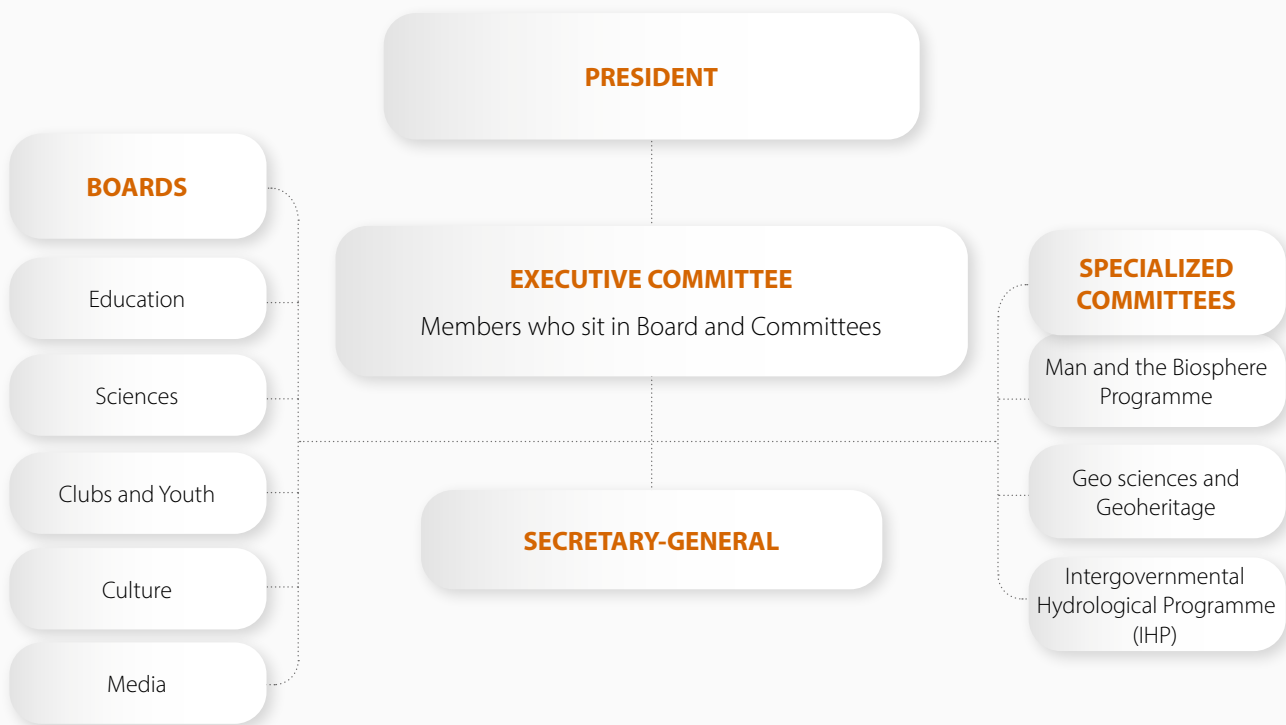 PRESIDENT
BOARDS
Education
Sciences
Clubs and Youth
Culture
Media
EXECUTIVE COMMITTEE
Members who sit in Board and Committees
SECRETARY-GENERAL
SPECIALIZED
COMMITTEES
Man and the Biosphere
Programme
Geo sciences and
Geoheritage
Intergovernmental
Hydrological Programme
(IHP)